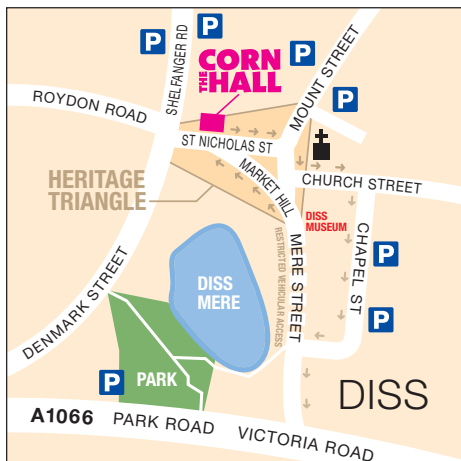 P
P
P
SHELFANGER RD
CORN
THE
HALL
MOUNT STREET
P
ROYDON ROAD
ST NICHOLAS ST
HERITAGE
TRIANGLE
MARKET HILL
CHURCH STREET
DISS
MUSEUM
RESTRICTED VEHICULAR ACCESS
MERE STREET
CHAPEL ST
P
DISS
MERE
P
DENMARK STREET
P
PARK
DISS
A1066 PARK ROAD VICTORIA ROAD